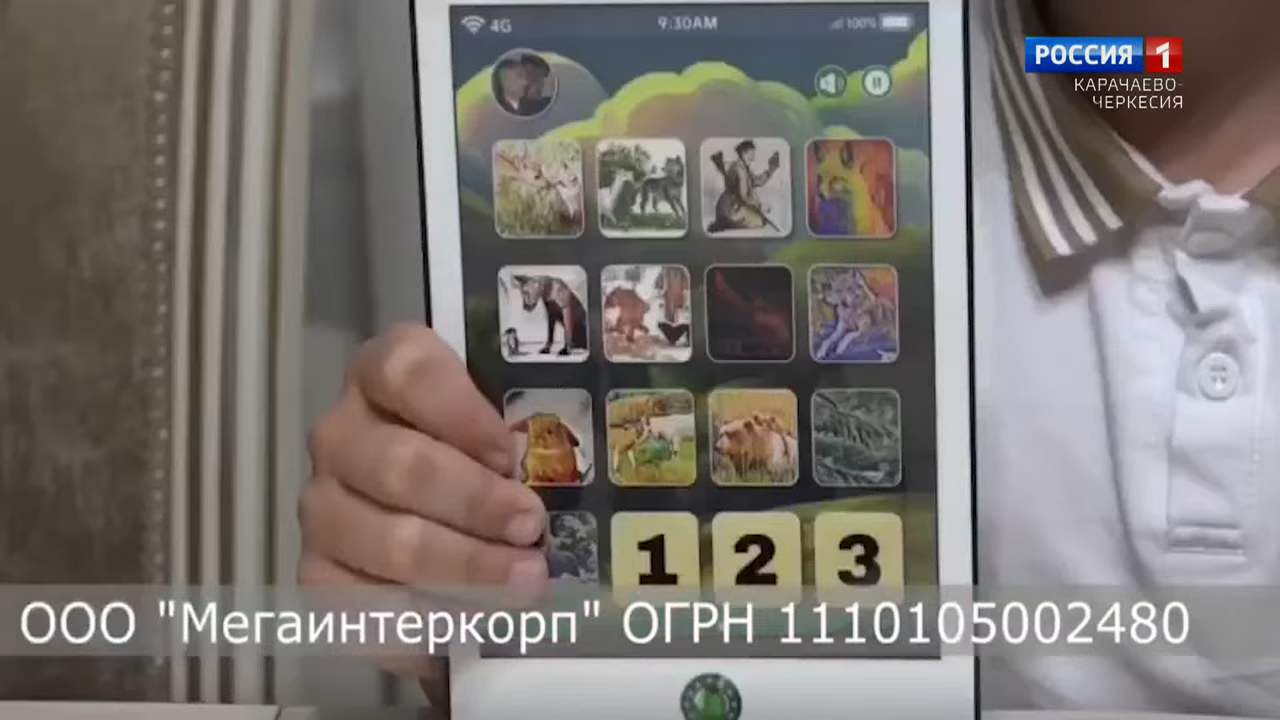 4G
9:30AM
100%
РОССИЯ 1
КАРАЧАЕВО-
ЧЕРКЕСИЯ
1 2 3
ООО "Мегаинтеркорп" ОГРН 1110105002480